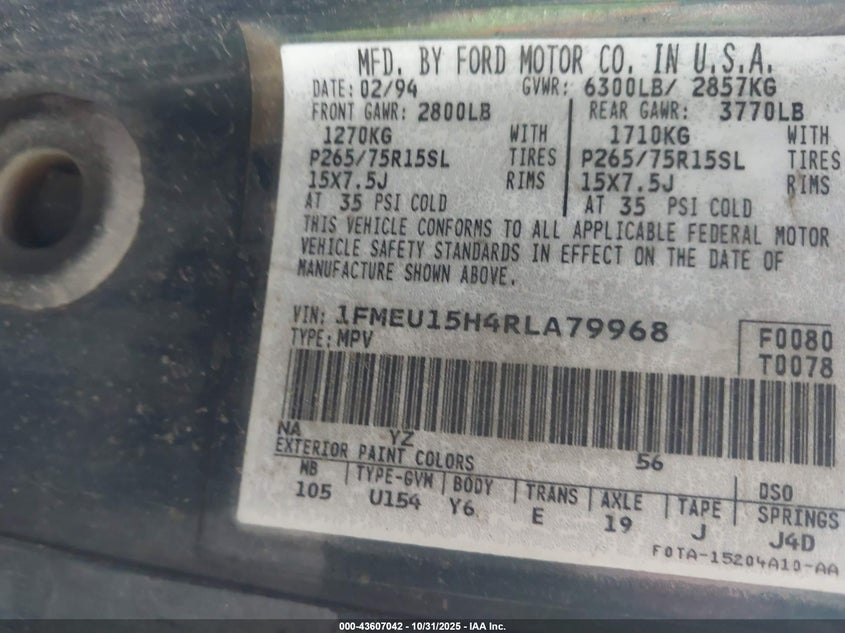 MFD. BY FORD MOTOR CO. IN U.S.A.
DATE: 02/94 GVWR: 6300LB/ 2857KG
FRONT GAWR: 2800LB REAR GAWR: 3770LB
1270KG WITH 1710KG WITH
P265/75R15SL TIRES P265/75R15SL TIRES
15X7.5J RIMS 15X7.5J RIMS
AT 35 PSI COLD AT 35 PSI COLD
THIS VEHICLE CONFORMS TO ALL APPLICABLE FEDERAL MOTOR
VEHICLE SAFETY STANDARDS IN EFFECT ON THE DATE OF
MANUFACTURE SHOWN ABOVE.
VIN: 1FMEU15H4RLA79968 F0080
TYPE: MPV T0078
NA YZ 56
EXTERIOR PAINT COLORS DSO
WB TYPE-GVW BODY TRANS AXLE TAPE SPRINGS
105 U154 Y6 E 19 J J4D
F0TA-15204A10-AA
000-43607042 | 10/31/2025 - IAA Inc.